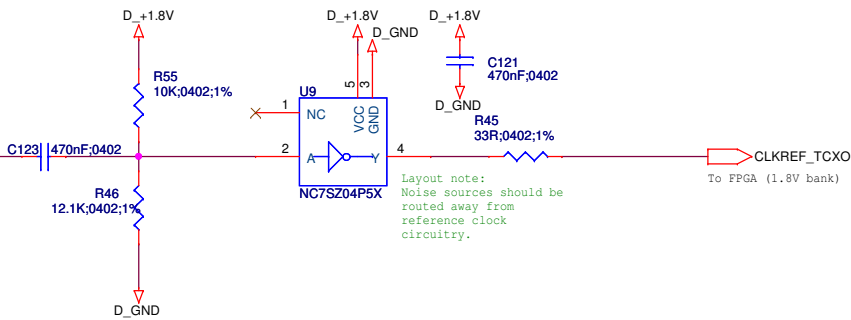 D_+1.8V
D_+1.8V
D_GND
D_+1.8V
R55
10K;0402;1%
C121
470nF;0402
D_GND
U9
5
3
1
NC
VCC
GND
R45
33R;0402;1%
C123
470nF;0402
2
A
Y
4
CLKREF_TCXO
To FPGA (1.8V bank)
R46
12.1K;0402;1%
NC7SZ04P5X
Layout note:
Noise sources should be
routed away from
reference clock
circuitry.
D_GND